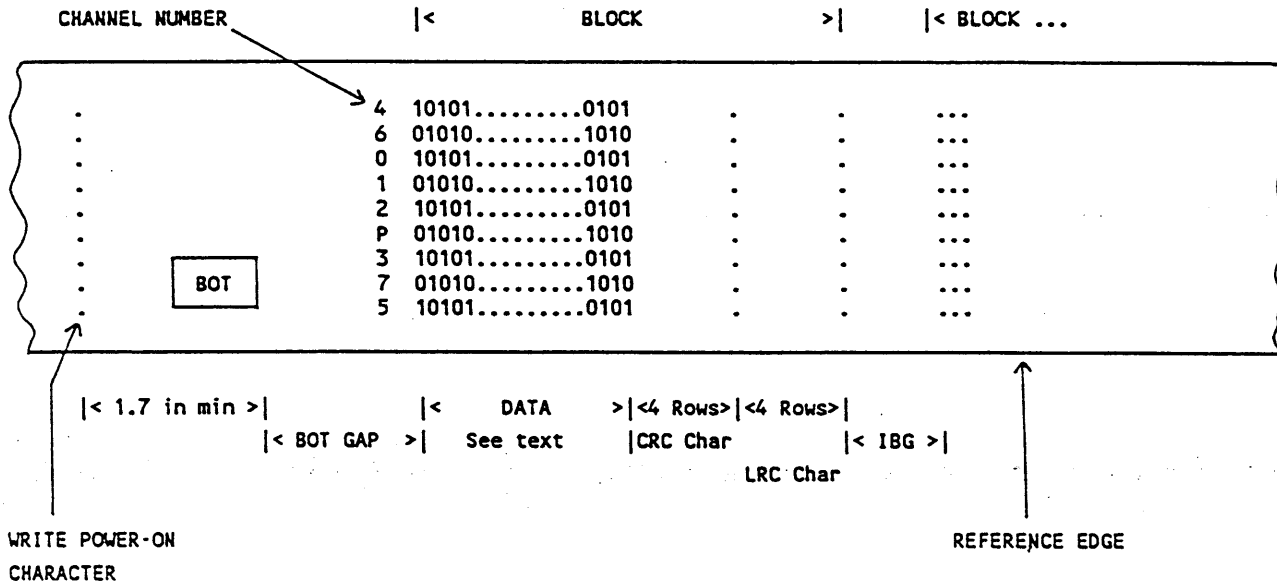 CHANNEL NUMBER |< BLOCK >| |< BLOCK ...
. 4 10101.........0101 . . ...
. 6 01010.........1010 . . ...
. 0 10101.........0101 . . ...
. 1 01010.........1010 . . ...
. 2 10101.........0101 . . ...
. P 01010.........1010 . . ...
. 3 10101.........0101 . . ...
. BOT 7 01010.........1010 . . ...
. 5 10101.........0101 . . ...
|< 1.7 in min >| |< DATA >|<4 Rows>|<4 Rows>|
|< BOT GAP >| See text |CRC Char |< IBG >|
LRC Char
WRITE POWER-ON REFERENCE EDGE
CHARACTER